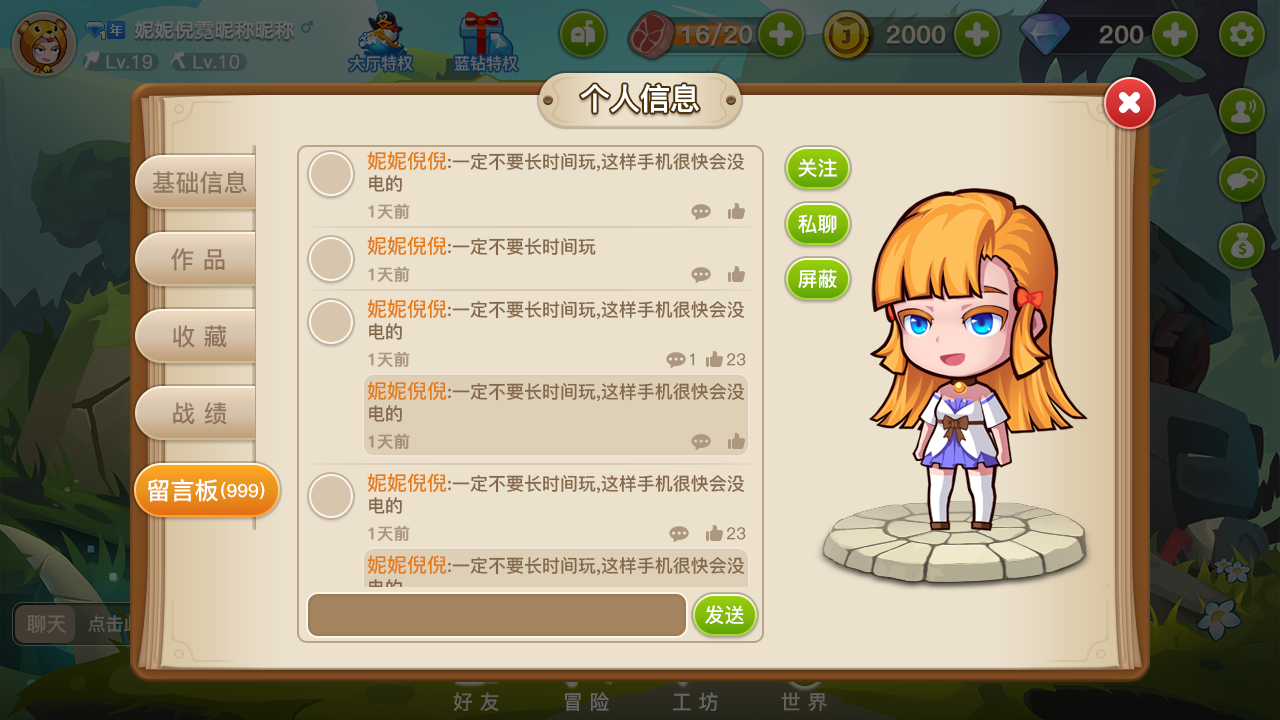 年 妮妮倪霓昵称昵称
Lv.19 Lv.10
大厅特权
蓝钻特权
16/20
2000
200
个人信息
基础信息
作品
收藏
战绩
留言板(999)
妮妮倪倪:一定不要长时间玩,这样手机很快会没
电的
1天前
妮妮倪倪:一定不要长时间玩
1天前
妮妮倪倪:一定不要长时间玩,这样手机很快会没
电的
1天前 1 23
妮妮倪倪:一定不要长时间玩,这样手机很快会没
电的
1天前
妮妮倪倪:一定不要长时间玩,这样手机很快会没
电的
1天前 23
妮妮倪倪:一定不要长时间玩,这样手机很快会没
电的
发送
关注
私聊
屏蔽
聊天 点击
好友 冒险 工坊 世界